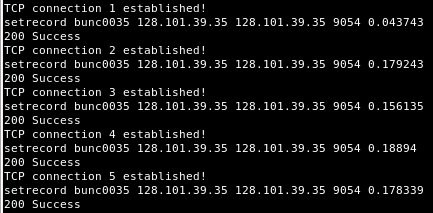 TCP connection 1 established!
setrecord bunc0035 128.101.39.35 128.101.39.35 9054 0.043743
200 Success
TCP connection 2 established!
setrecord bunc0035 128.101.39.35 128.101.39.35 9054 0.179243
200 Success
TCP connection 3 established!
setrecord bunc0035 128.101.39.35 128.101.39.35 9054 0.156135
200 Success
TCP connection 4 established!
setrecord bunc0035 128.101.39.35 128.101.39.35 9054 0.18894
200 Success
TCP connection 5 established!
setrecord bunc0035 128.101.39.35 128.101.39.35 9054 0.178339
200 Success